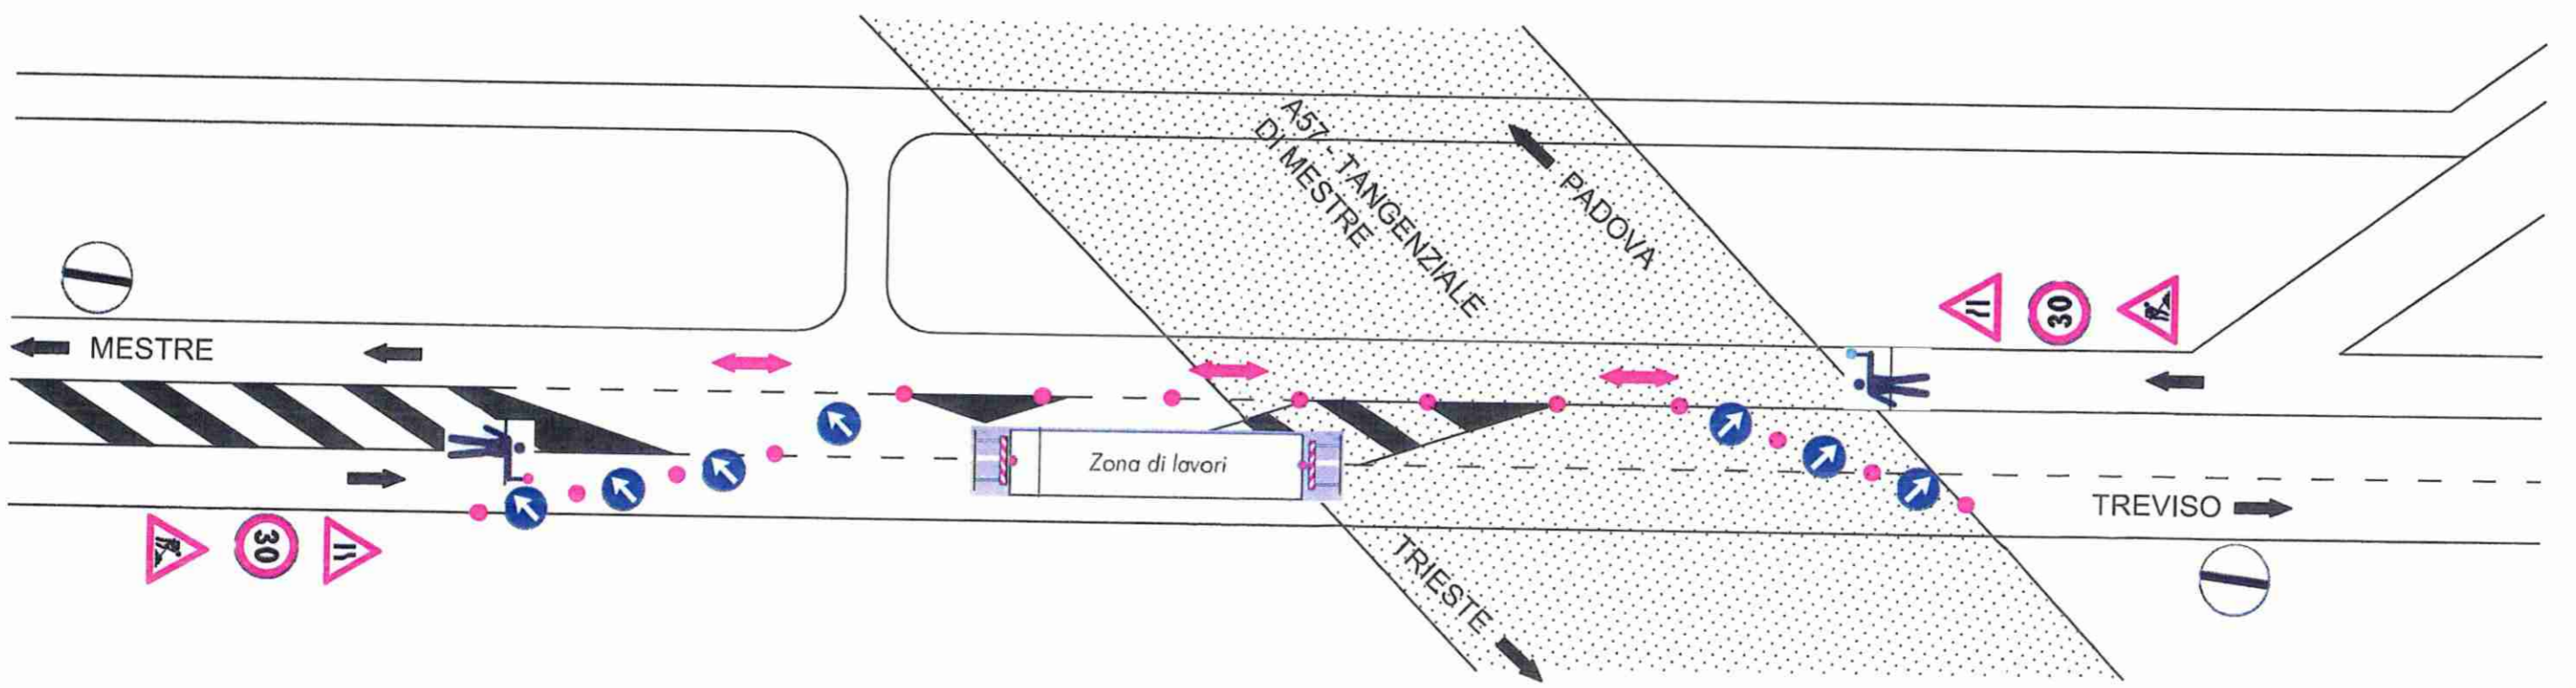 A57 - TANGENZIALE
DI MESTRE
PADOVA
MESTRE
30
Zona di lavori
TREVISO
30
TRIESTE